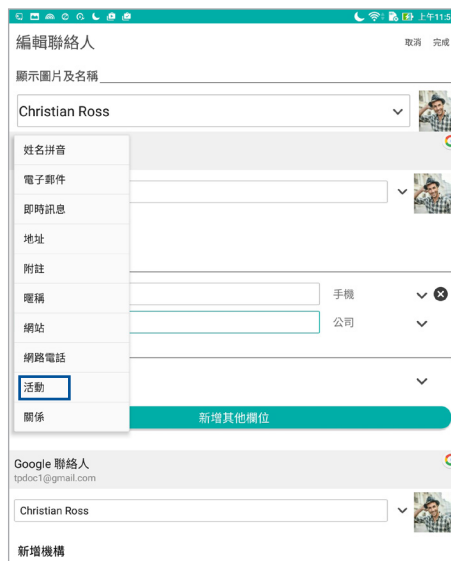 上午11:5
編輯聯絡人
取消 完成
顯示圖片及名稱
Christian Ross
姓名拼音
電子郵件
即時訊息
地址
附註
暱稱
網站
網路電話
活動
關係
手機
公司
新增其他欄位
Google 聯絡人
tpdoc1@gmail.com
Christian Ross
新增機構